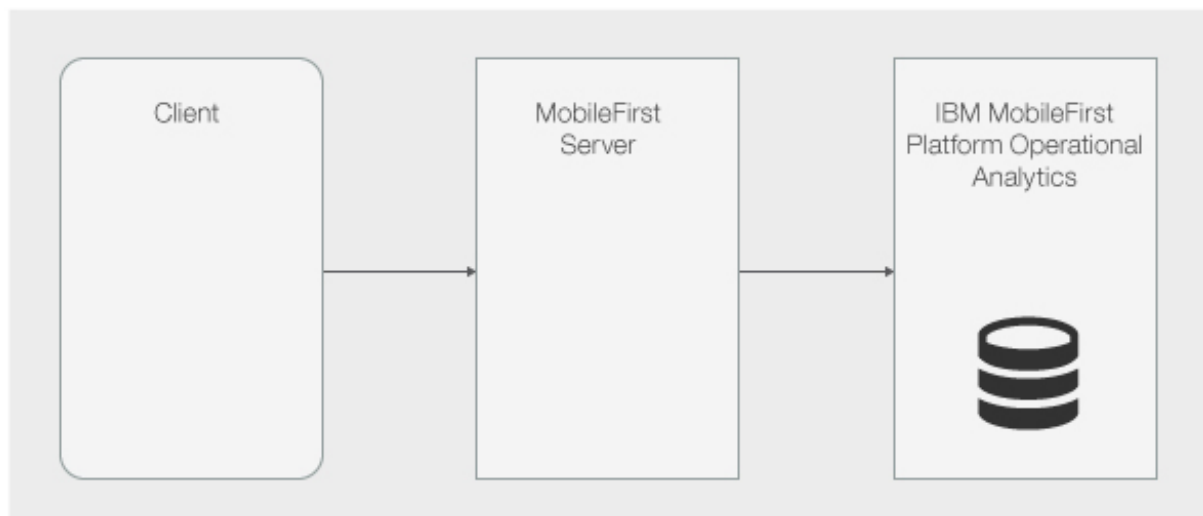 Client
MobileFirst
Server
IBM MobileFirst
Platform Operational
Analytics